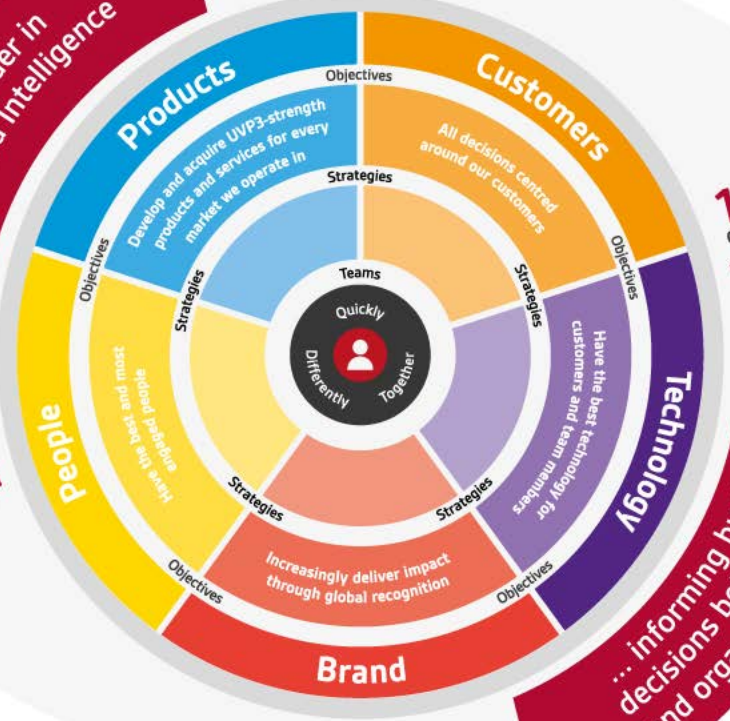 der in
Intelligence
Products
Objectives
Develop and acquire UVP3-strength
products and services for every
market we operate in
Strategies
Customers
All decisions centred
around our customers
Objectives
Strategies
Technology
Have the best technology for
customers and team members
Objectives
Strategies
Brand
Increasingly deliver impact
through global recognition
Objectives
Strategies
People
Have the best and most
engaged people
Objectives
Strategies
Teams
Quickly
Together
Differently
... informing
decisions